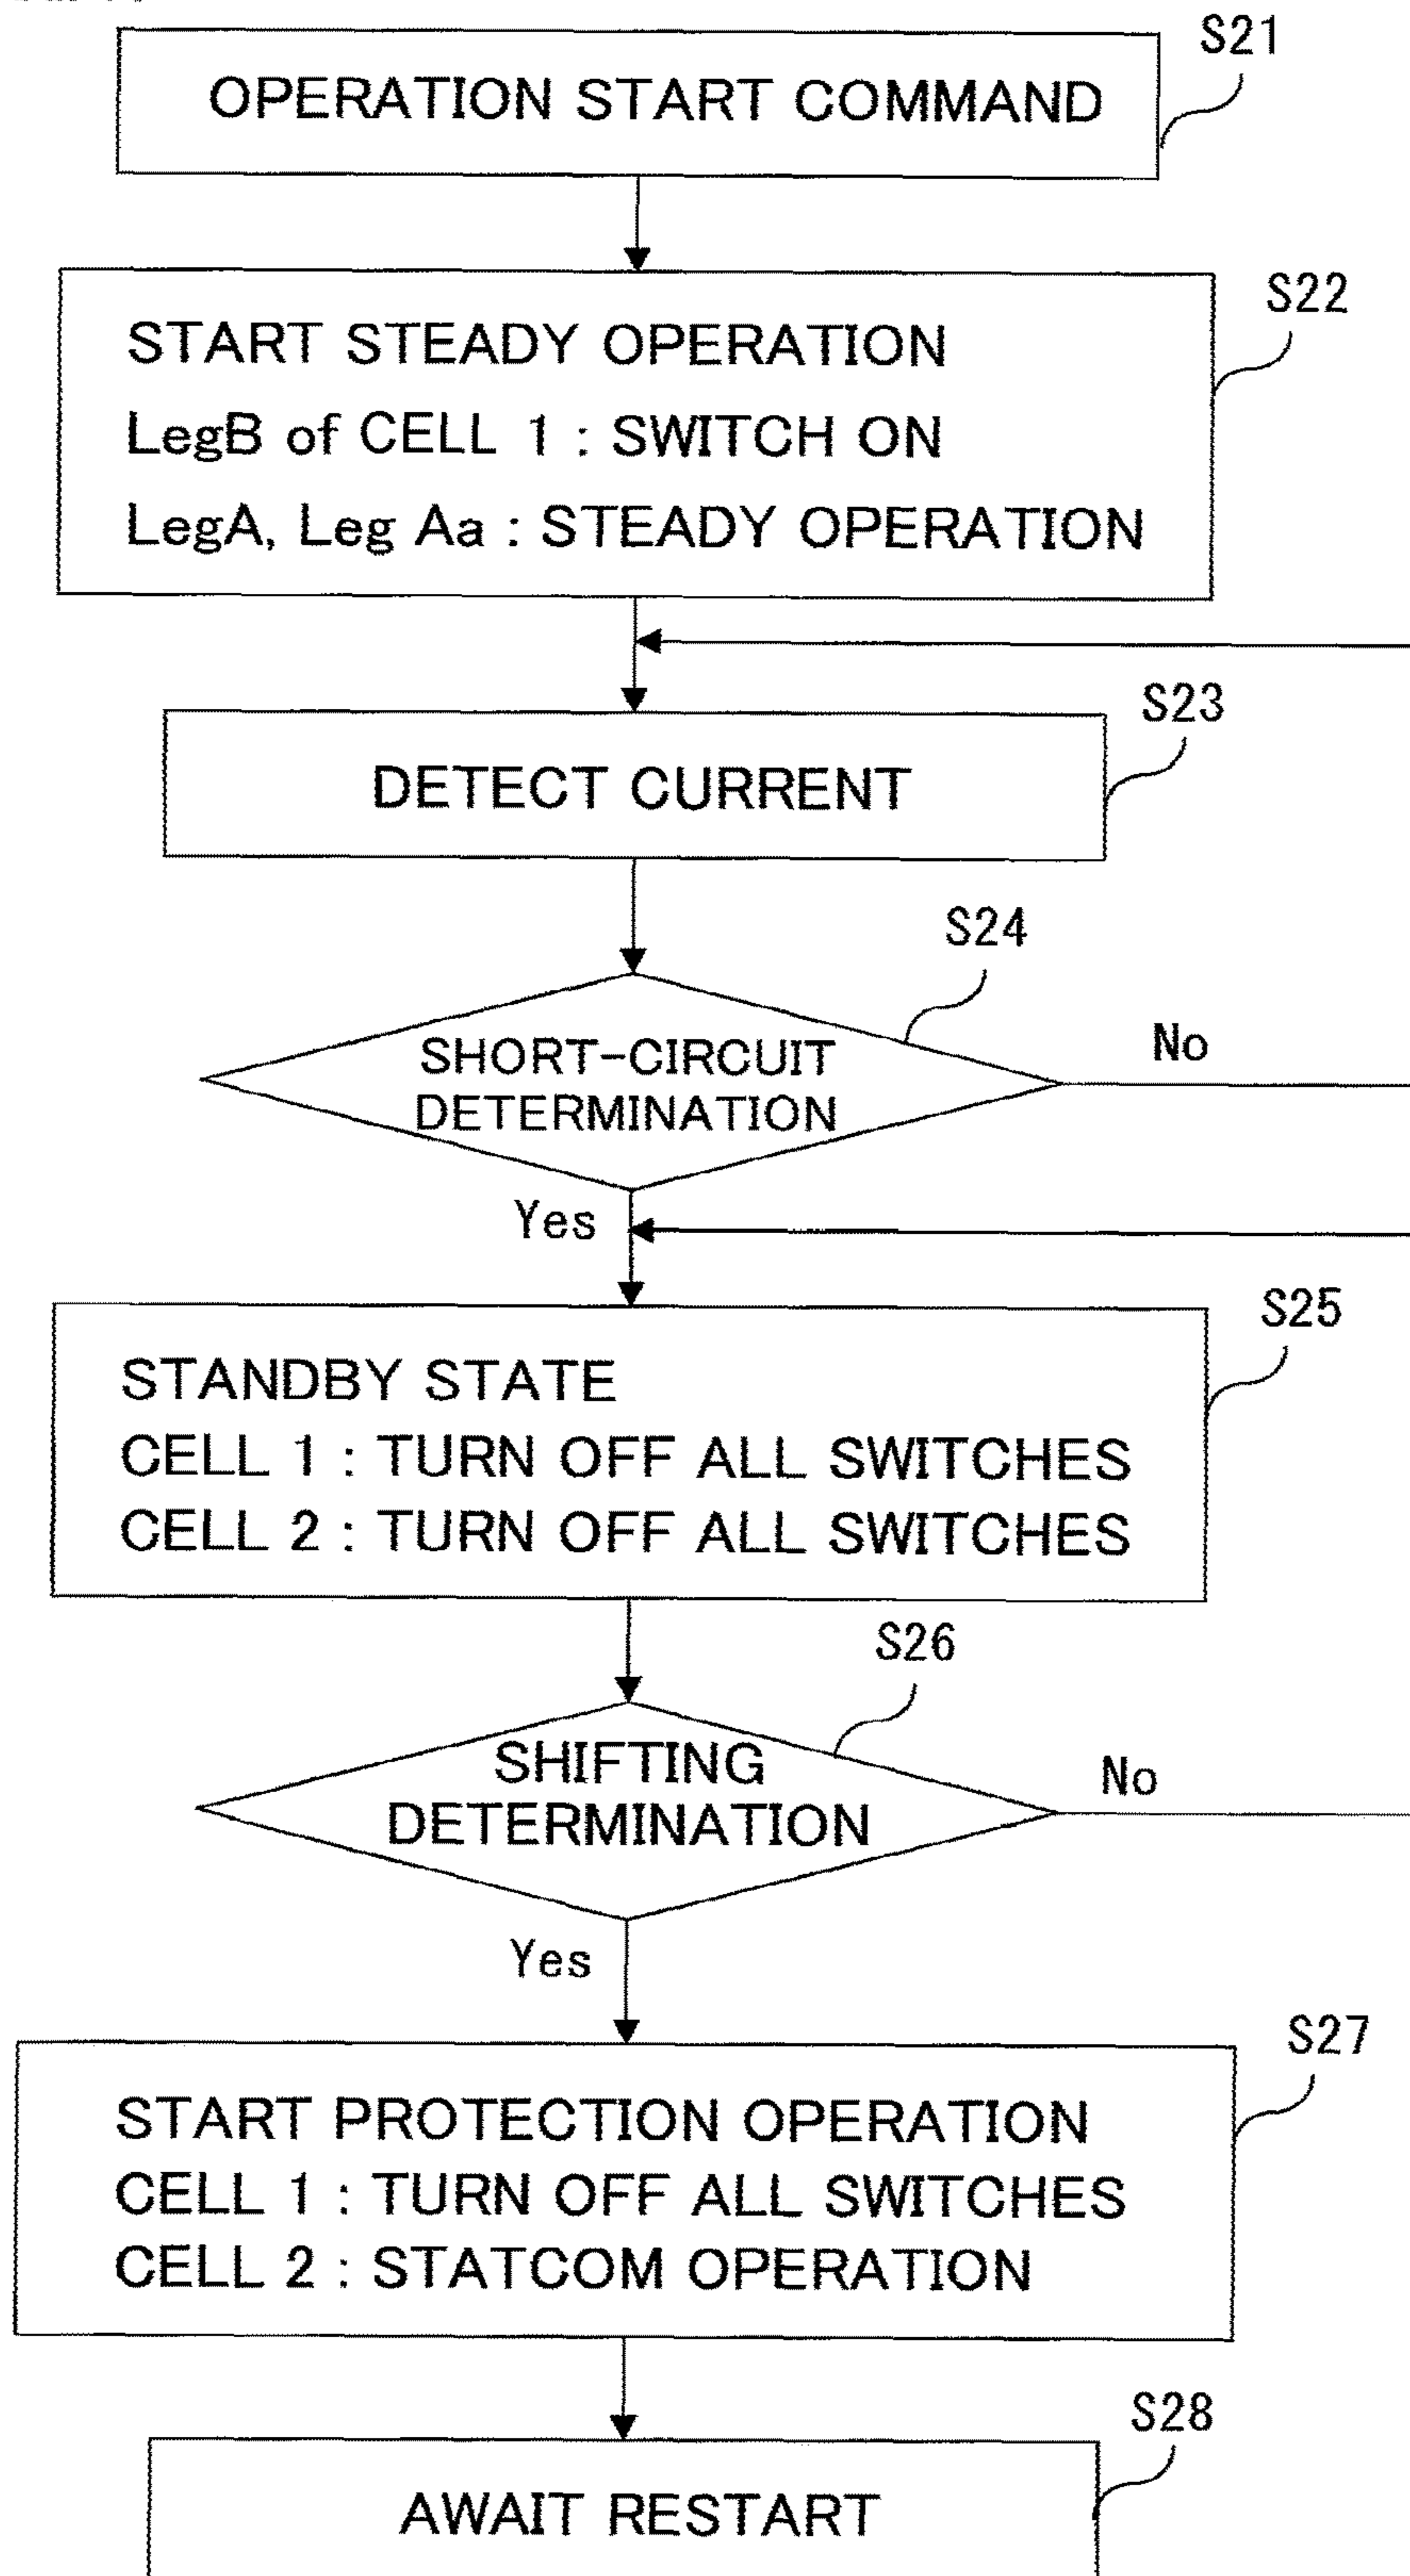 S21
OPERATION START COMMAND
S22
START STEADY OPERATION
LegB of CELL 1 : SWITCH ON
LegA, Leg Aa : STEADY OPERATION
S23
DETECT CURRENT
S24
SHORT-CIRCUIT
DETERMINATION
No
Yes
S25
STANDBY STATE
CELL 1 : TURN OFF ALL SWITCHES
CELL 2 : TURN OFF ALL SWITCHES
S26
SHIFTING
DETERMINATION
No
Yes
S27
START PROTECTION OPERATION
CELL 1 : TURN OFF ALL SWITCHES
CELL 2 : STATCOM OPERATION
S28
AWAIT RESTART